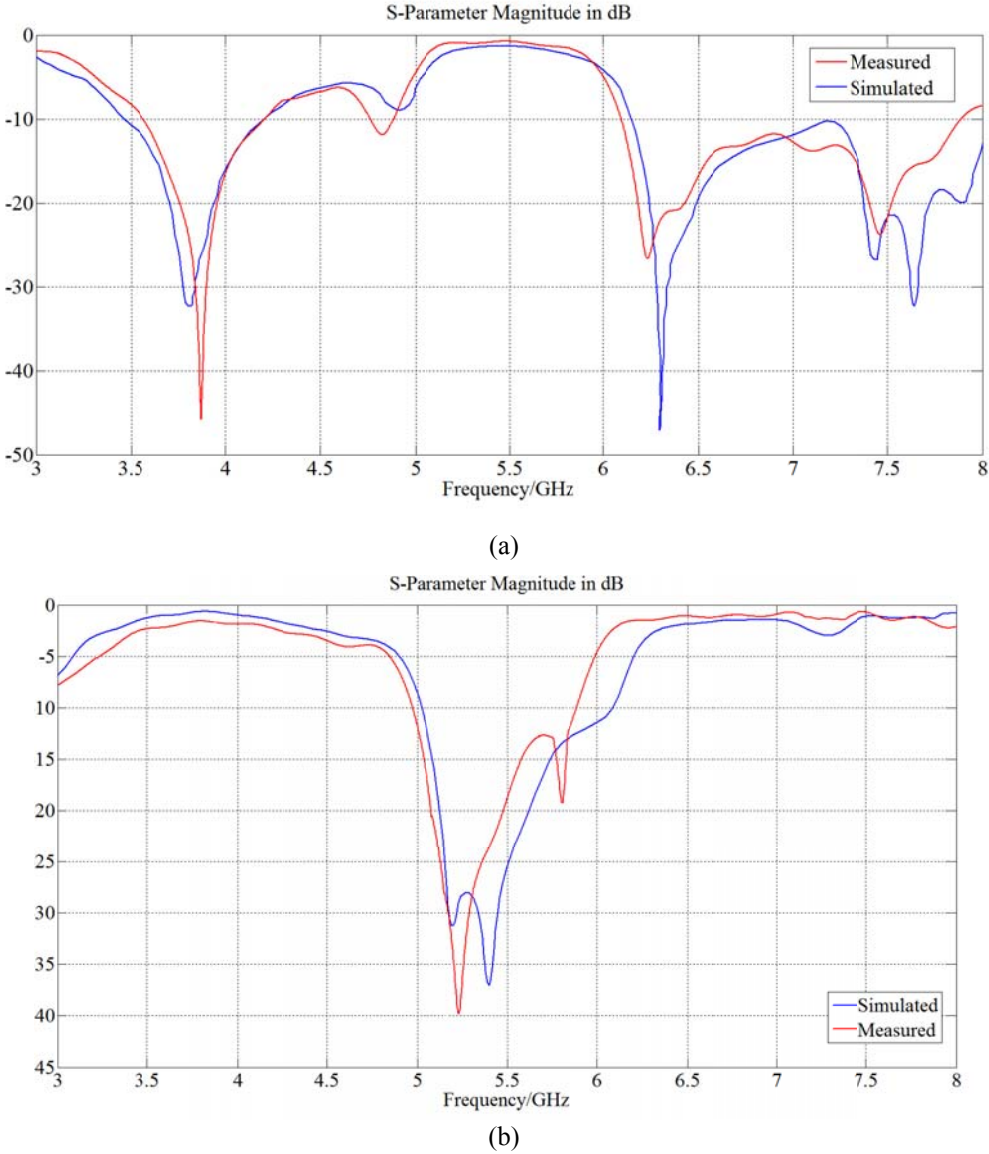 S-Parameter Magnitude in dB
0
-10
-20
-30
-40
-50
Measured
Simulated
3 3.5 4 4.5 5 5.5 6 6.5 7 7.5 8
Frequency/GHz
(a)
S-Parameter Magnitude in dB
0
-5
10
15
20
25
30
35
40
45
Simulated
Measured
3 3.5 4 4.5 5 5.5 6 6.5 7 7.5 8
Frequency/GHz
(b)